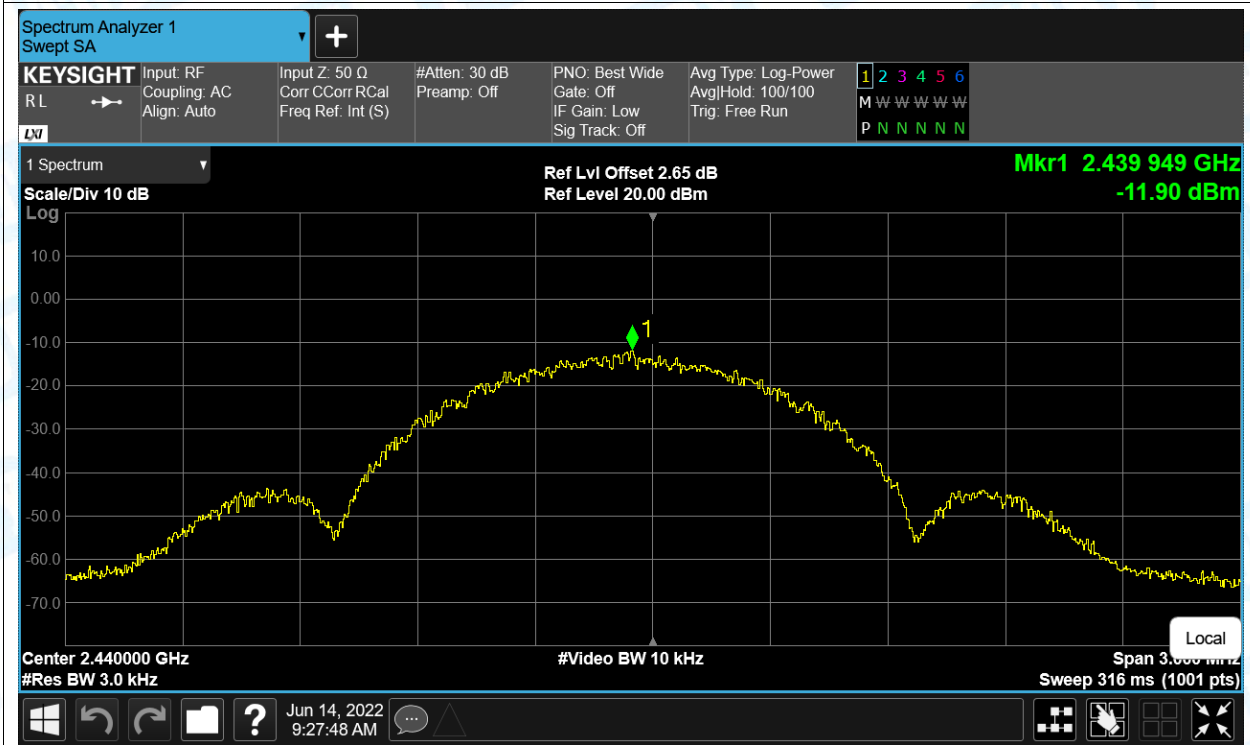 Spectrum Analyzer 1
Swept SA
KEYSIGHT
R L
LXI
Input: RF
Coupling: AC
Align: Auto
Input Z: 50 Ω
Corr CCorr RCal
Freq Ref: Int (S)
#Atten: 30 dB
Preamp: Off
PNO: Best Wide
Gate: Off
IF Gain: Low
Sig Track: Off
Avg Type: Log-Power
Avg|Hold: 100/100
Trig: Free Run
1 2 3 4 5 6
M W W W W W
P N N N N N
1 Spectrum
Scale/Div 10 dB
Log
Ref Lvl Offset 2.65 dB
Ref Level 20.00 dBm
Mkr1 2.439 949 GHz
-11.90 dBm
10.0
0.00
-10.0
-20.0
-30.0
-40.0
-50.0
-60.0
-70.0
1
Local
Center 2.440000 GHz
#Video BW 10 kHz
Span
#Res BW 3.0 kHz
Sweep 316 ms (1001 pts)
?
Jun 14, 2022
9:27:48 AM